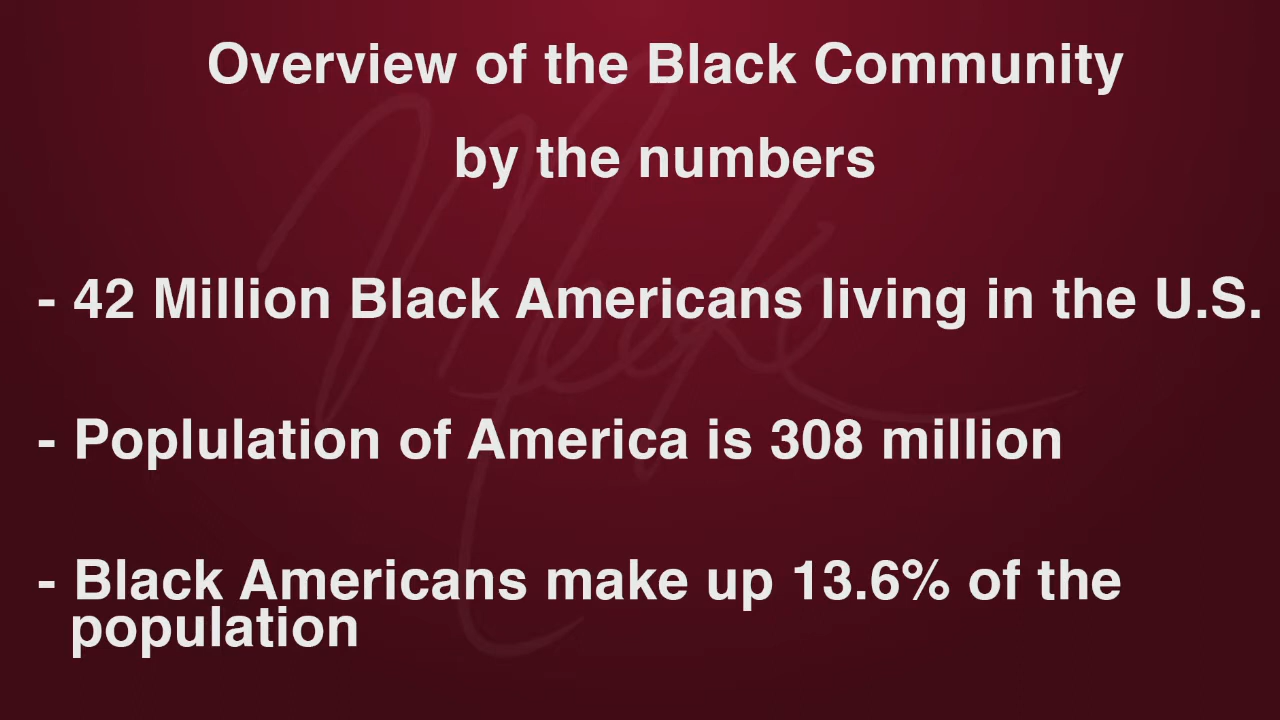 Overview of the Black Community
by the numbers
- 42 Million Black Americans living in the U.S.
- Poplulation of America is 308 million
- Black Americans make up 13.6% of the
population